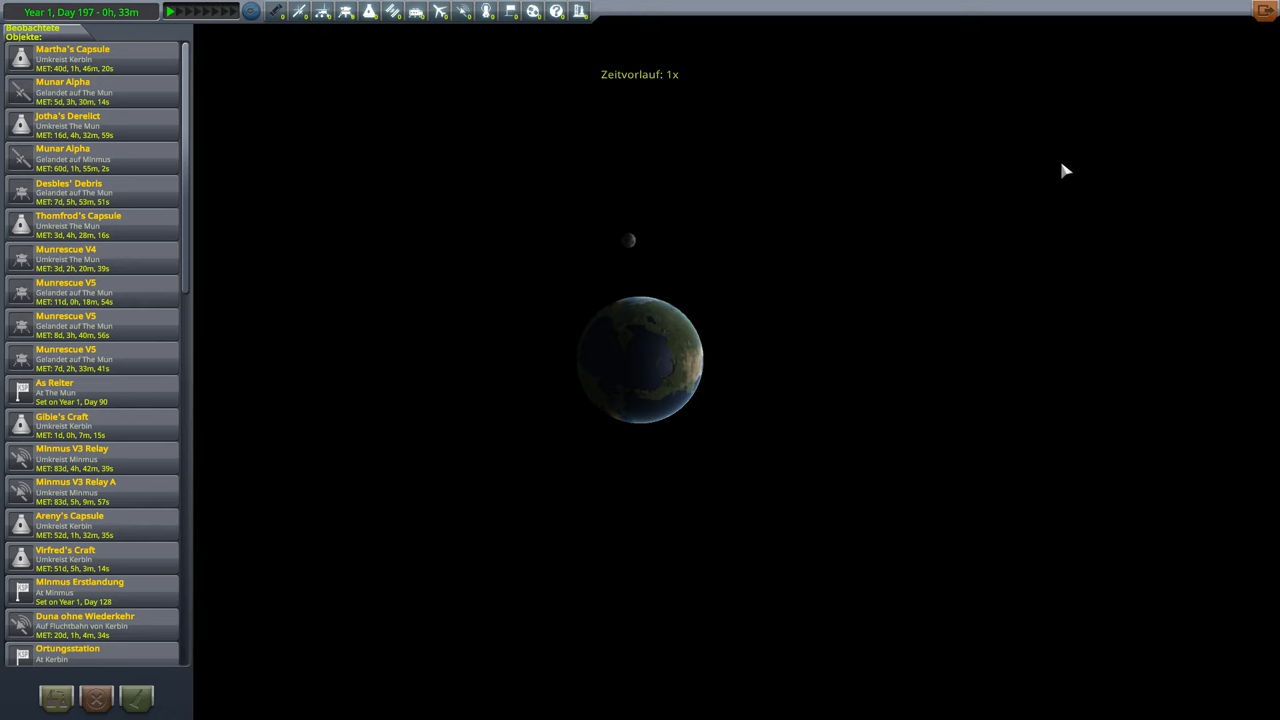 Year 1, Day 197 - 0h, 33m
Beobachtete
Objekte:
Zeitvorlauf: 1x
Martha's Capsule
Umkreist Kerbin
MET: 40d, 1h, 46m, 20s
Munar Alpha
Gelandet auf The Mun
MET: 5d, 3h, 30m, 14s
Jotha's Derelict
Umkreist The Mun
MET: 16d, 4h, 32m, 59s
Munar Alpha
Gelandet auf Minmus
MET: 60d, 1h, 55m, 2s
Desbles' Debris
Gelandet auf The Mun
MET: 7d, 5h, 53m, 51s
Thomfrod's Capsule
Umkreist The Mun
MET: 3d, 4h, 28m, 16s
Munrescue V4
Gelandet auf The Mun
MET: 3d, 2h, 20m, 39s
Munrescue V5
Gelandet auf The Mun
MET: 11d, 0h, 18m, 54s
Munrescue V5
Gelandet auf The Mun
MET: 8d, 3h, 40m, 56s
Munrescue V5
Gelandet auf The Mun
MET: 7d, 2h, 33m, 41s
As Reiter
At The Mun
Set on Year 1, Day 90
Gibie's Craft
Umkreist Kerbin
MET: 1d, 0h, 7m, 15s
Minmus V3 Relay
Umkreist Minmus
MET: 83d, 4h, 42m, 39s
Minmus V3 Relay A
Umkreist Minmus
MET: 83d, 5h, 9m, 57s
Areny's Capsule
Umkreist Kerbin
MET: 52d, 1h, 32m, 35s
Virfred's Craft
Umkreist Kerbin
MET: 51d, 5h, 3m, 14s
Minmus Erstlandung
At Minmus
Set on Year 1, Day 128
Duna ohne Wiederkehr
Auf Fluchtbahn von Kerbin
MET: 20d, 1h, 4m, 34s
Ortungsstation
At Kerbin